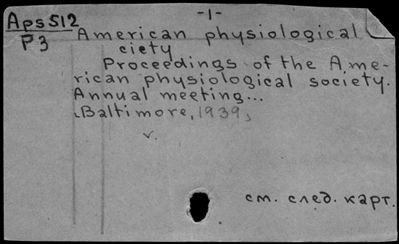 -1-
Aps512
P3
American physiological
ciety
Proceedings of the Ame-
rican physiological society.
Annual meeting...
Baltimore, 1939,
v.
см. след. карт.